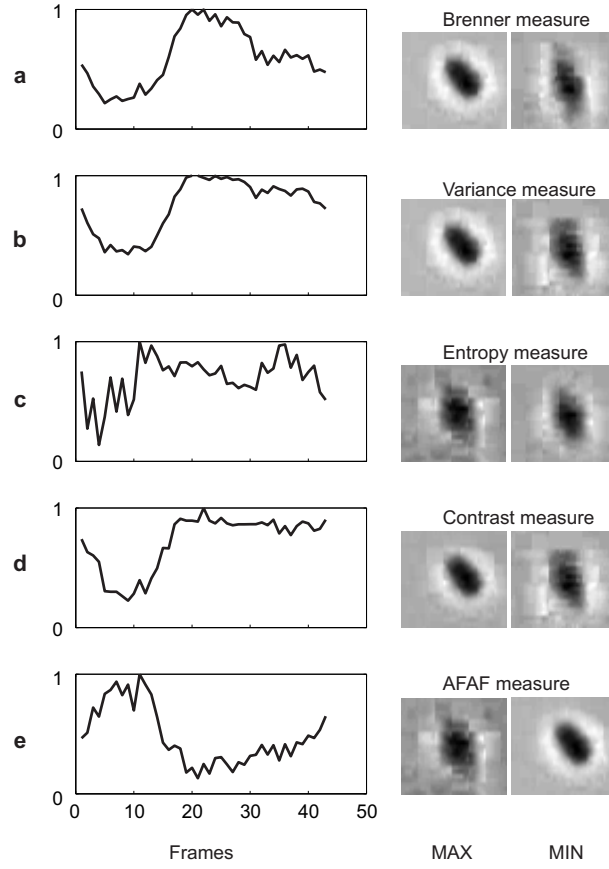 Brenner measure
1
a
0
Variance measure
1
b
0
Entropy measure
1
c
0
Contrast measure
1
d
0
AFAF measure
1
e
0
0 10 20 30 40 50
Frames MAX MIN